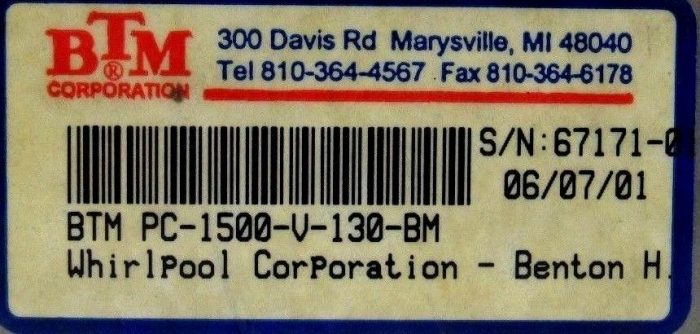 BTM®
CORPORATION
300 Davis Rd Marysville, MI 48040
Tel 810-364-4567 Fax 810-364-6178
S/N:67171-0
06/07/01
BTM PC-1500-V-130-BM
Whirlpool Corporation - Benton H.